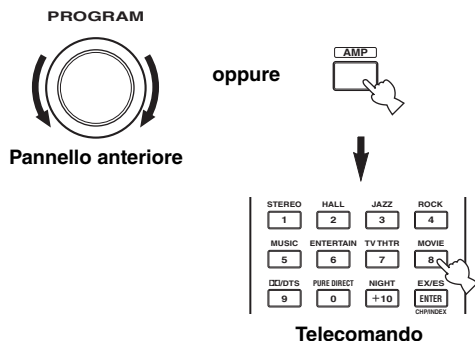 PROGRAM
Pannello anteriore
oppure
AMP
STEREO HALL JAZZ ROCK
1 2 3 4
MUSIC ENTERTAIN TV THTR MOVIE
5 6 7 8
DD/DTS PURE DIRECT NIGHT EX/ES
9 0 +10 ENTER
CHP/INDEX
Telecomando